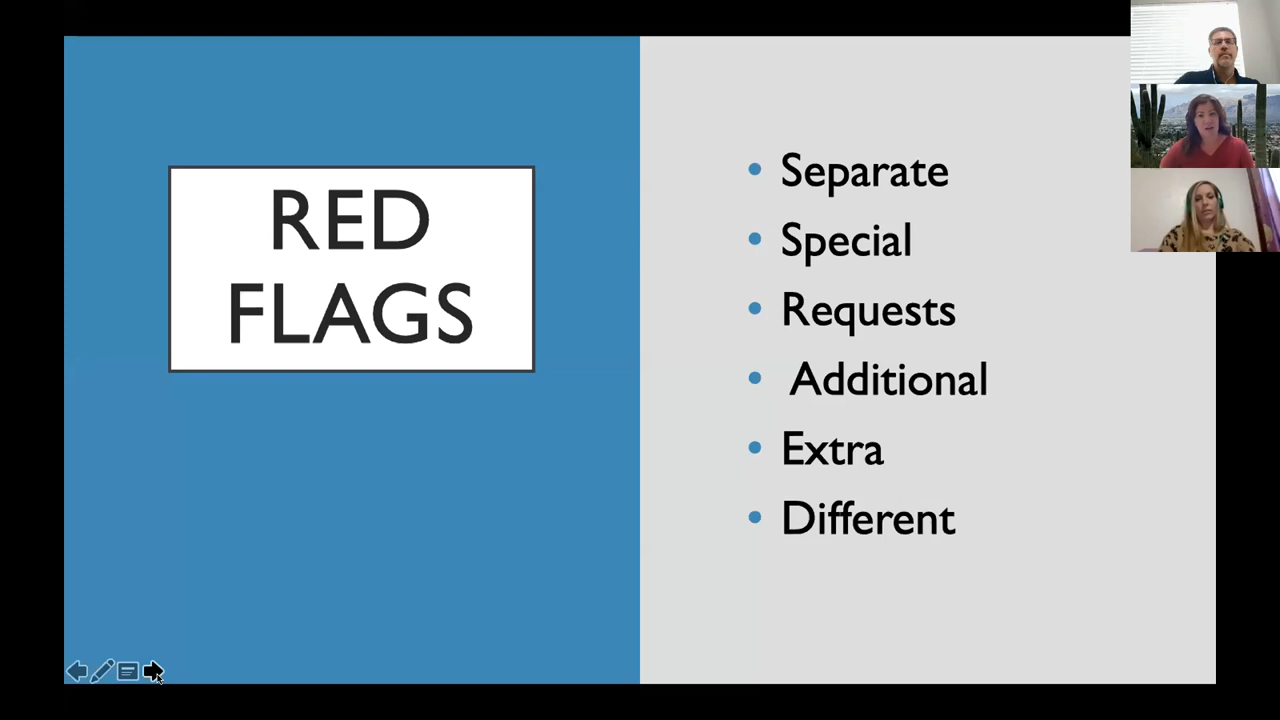 RED
FLAGS
• Separate
• Special
• Requests
• Additional
• Extra
• Different